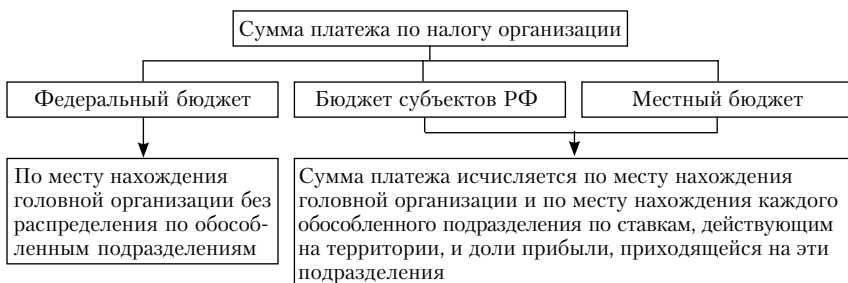 Сумма платежа по налогу организации
Федеральный бюджет
Бюджет субъектов РФ
Местный бюджет
По месту нахождения
головной организации без
распределения по обособ-
ленным подразделениям
Сумма платежа исчисляется по месту нахождения
головной организации и по месту нахождения каждого
обособленного подразделения по ставкам, действующим
на территории, и доли прибыли, приходящейся на эти
подразделения